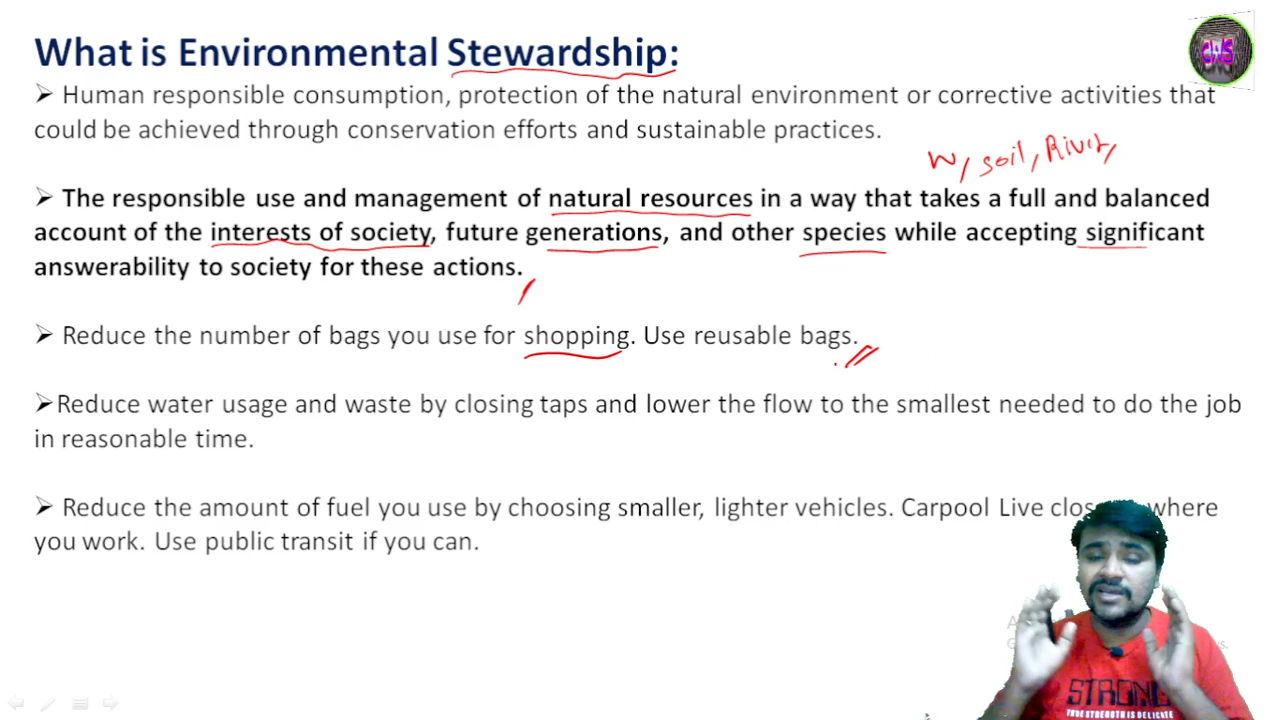 What is Environmental Stewardship:
CWS
➢ Human responsible consumption, protection of the natural environment or corrective activities that
could be achieved through conservation efforts and sustainable practices.
W, soil, River,
➢ The responsible use and management of natural resources in a way that takes a full and balanced
account of the interests of society, future generations, and other species while accepting significant
answerability to society for these actions.
➢ Reduce the number of bags you use for shopping. Use reusable bags.
➢Reduce water usage and waste by closing taps and lower the flow to the smallest needed to do the job
in reasonable time.
➢ Reduce the amount of fuel you use by choosing smaller, lighter vehicles. Carpool Live where
you work. Use public transit if you can.
STRONG
TRUE STRENGTH IS DELICATE